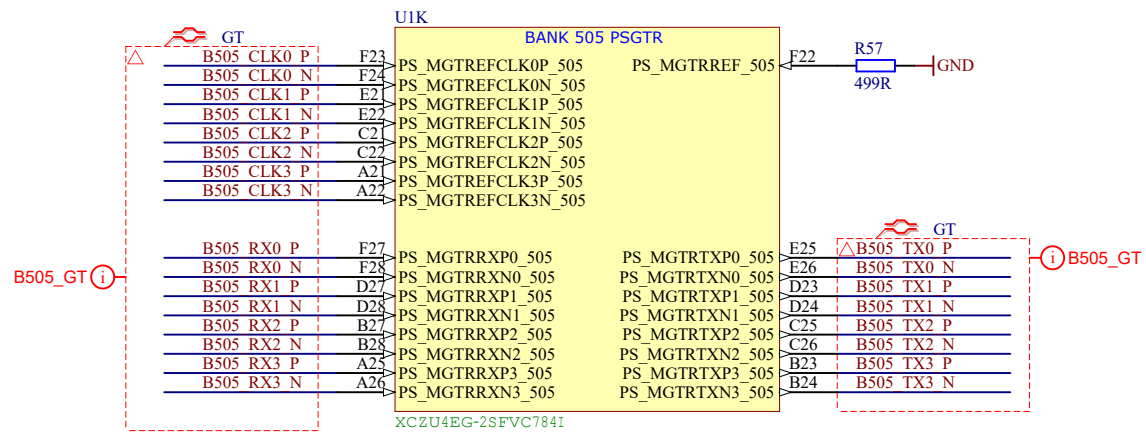 U1K
GT
BANK 505 PSGTR
B505_CLK0_P F23 PS_MGTREFCLK0P_505 PS_MGTRREF_505 F22 R57 499R GND
B505_CLK0_N F24 PS_MGTREFCLK0N_505
B505_CLK1_P E21 PS_MGTREFCLK1P_505
B505_CLK1_N E22 PS_MGTREFCLK1N_505
B505_CLK2_P C21 PS_MGTREFCLK2P_505
B505_CLK2_N C22 PS_MGTREFCLK2N_505
B505_CLK3_P A21 PS_MGTREFCLK3P_505
B505_CLK3_N A22 PS_MGTREFCLK3N_505
GT
B505_RX0_P F27 PS_MGTRRXP0_505 PS_MGTRTXP0_505 E25 B505_TX0_P
B505_RX0_N F28 PS_MGTRRXN0_505 PS_MGTRTXN0_505 E26 B505_TX0_N
B505_GT i B505_RX1_P D27 PS_MGTRRXP1_505 PS_MGTRTXP1_505 D23 B505_TX1_P i B505_GT
B505_RX1_N D28 PS_MGTRRXN1_505 PS_MGTRTXN1_505 D24 B505_TX1_N
B505_RX2_P B27 PS_MGTRRXP2_505 PS_MGTRTXP2_505 C25 B505_TX2_P
B505_RX2_N B28 PS_MGTRRXN2_505 PS_MGTRTXN2_505 C26 B505_TX2_N
B505_RX3_P A25 PS_MGTRRXP3_505 PS_MGTRTXP3_505 B23 B505_TX3_P
B505_RX3_N A26 PS_MGTRRXN3_505 PS_MGTRTXN3_505 B24 B505_TX3_N
XCZU4EG-2SFVC784I